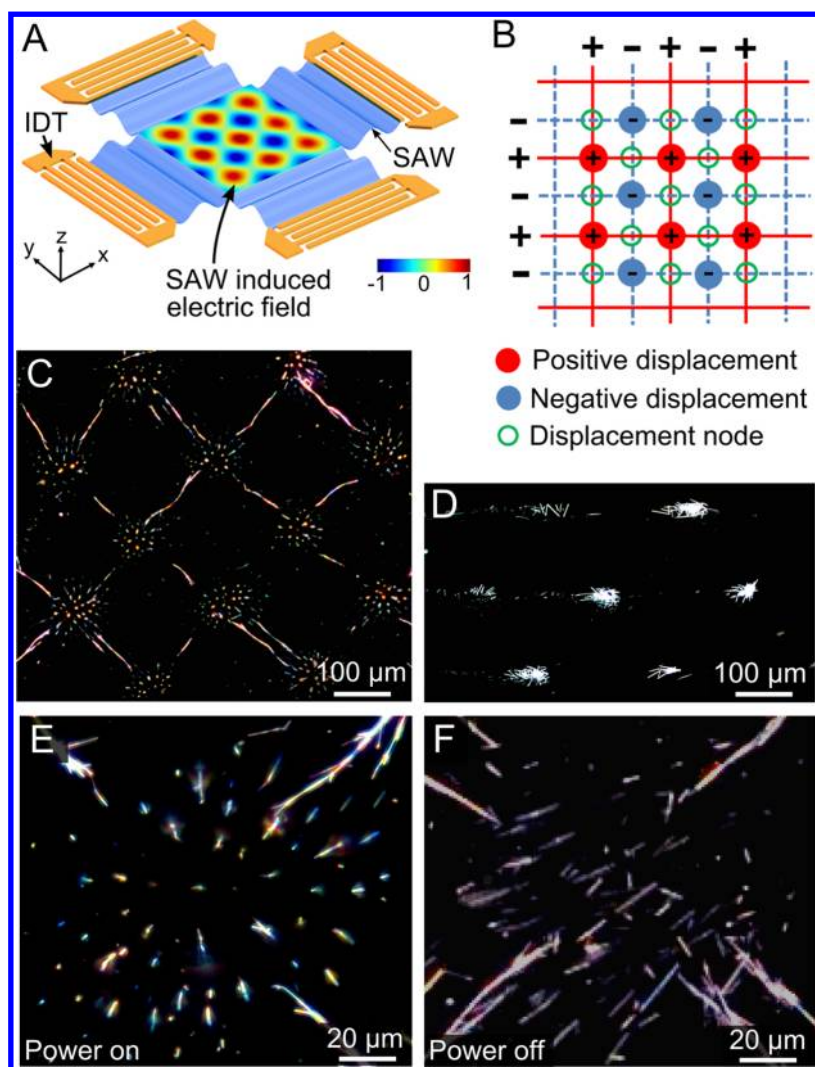 A
IDT
SAW
y
z
x
SAW induced
electric field
-1 0 1
B
+ - + - +
-
- -
+
+ + +
-
- -
+
+ + +
-
- -
Positive displacement
Negative displacement
Displacement node
C
100 μm
D
100 μm
E
Power on
20 μm
F
Power off
20 μm